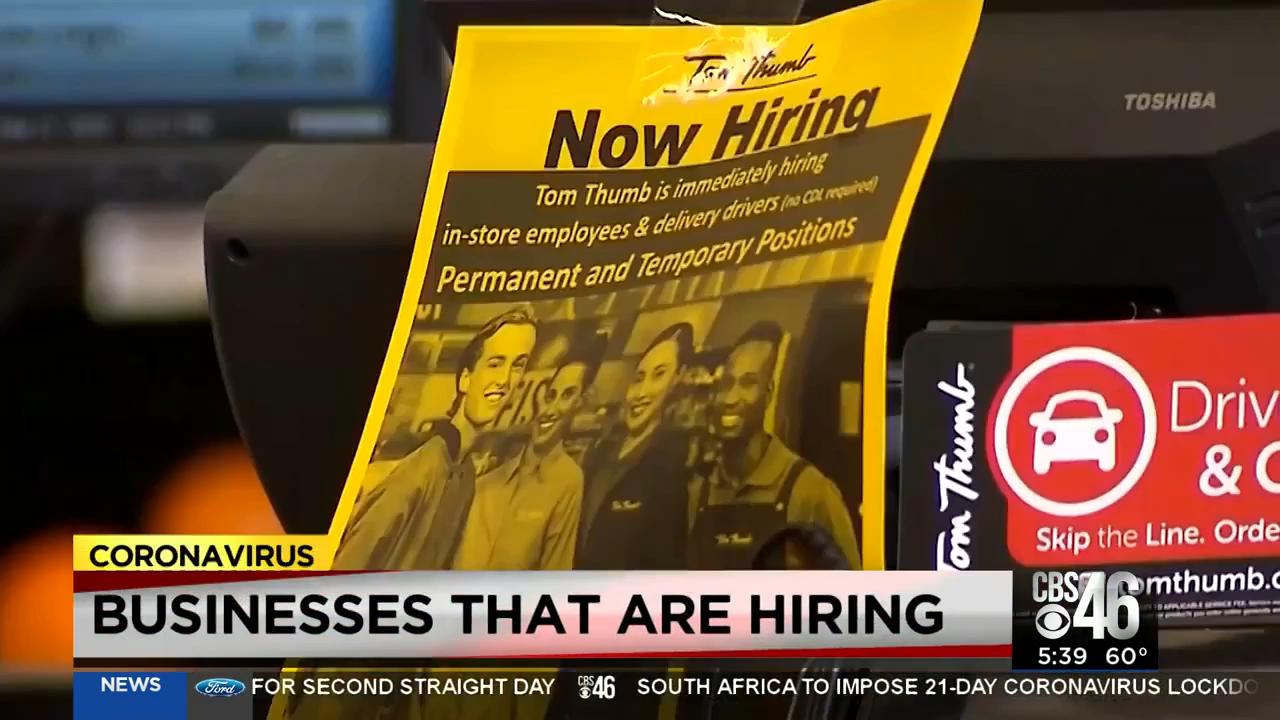 TOSHIBA
Tom Thumb
Now Hiring
Tom Thumb is immediately hiring
in-store employees & delivery drivers (no CDL required)
Permanent and Temporary Positions
Tom Thumb
Driv
& C
Skip the Line. Orde
omthumb.c
CORONAVIRUS
BUSINESSES THAT ARE HIRING
CBS 46
5:39 60°
NEWS
Ford
FOR SECOND STRAIGHT DAY
CBS 46
SOUTH AFRICA TO IMPOSE 21-DAY CORONAVIRUS LOCKDO